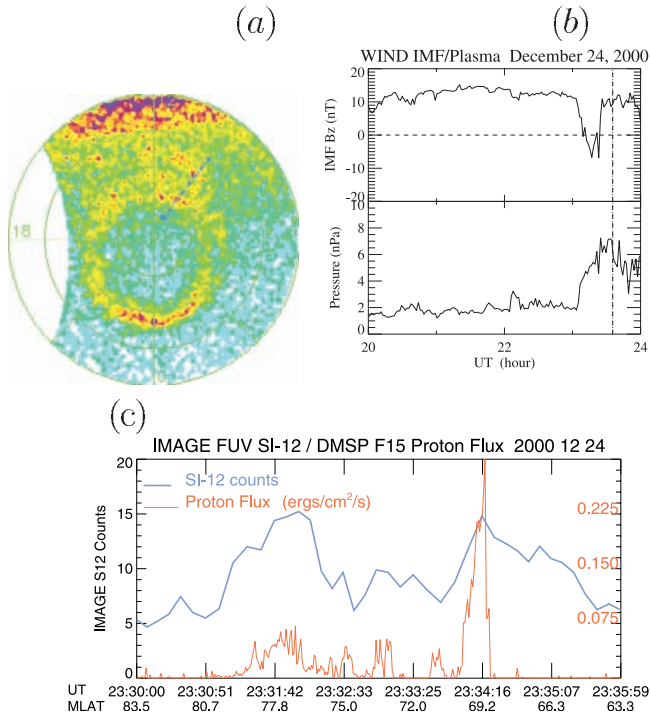 (a)
(b)
WIND IMF/Plasma December 24, 2000
20
10
0
-10
-20
IMF Bz (nT)
18
10
8
6
4
2
0
Pressure (nPa)
20 22 24
UT (hour)
(c)
IMAGE FUV SI-12 / DMSP F15 Proton Flux 2000 12 24
SI-12 counts
Proton Flux (ergs/cm²/s)
20
15
10
5
0
IMAGE S12 Counts
0.225
0.150
0.075
UT 23:30:00 23:30:51 23:31:42 23:32:33 23:33:25 23:34:16 23:35:07 23:35:59
MLAT 83.5 80.7 77.8 75.0 72.0 69.2 66.3 63.3